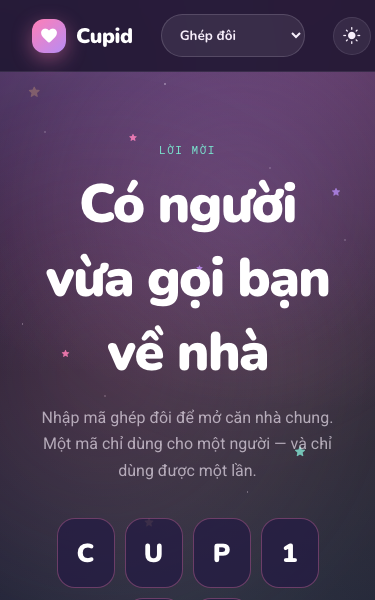 Cupid
Ghép đôi
LỜI MỜI
Có người
vừa gọi bạn
về nhà
Nhập mã ghép đôi để mở căn nhà chung.
Một mã chỉ dùng cho một người — và chỉ
dùng được một lần.
C U P 1